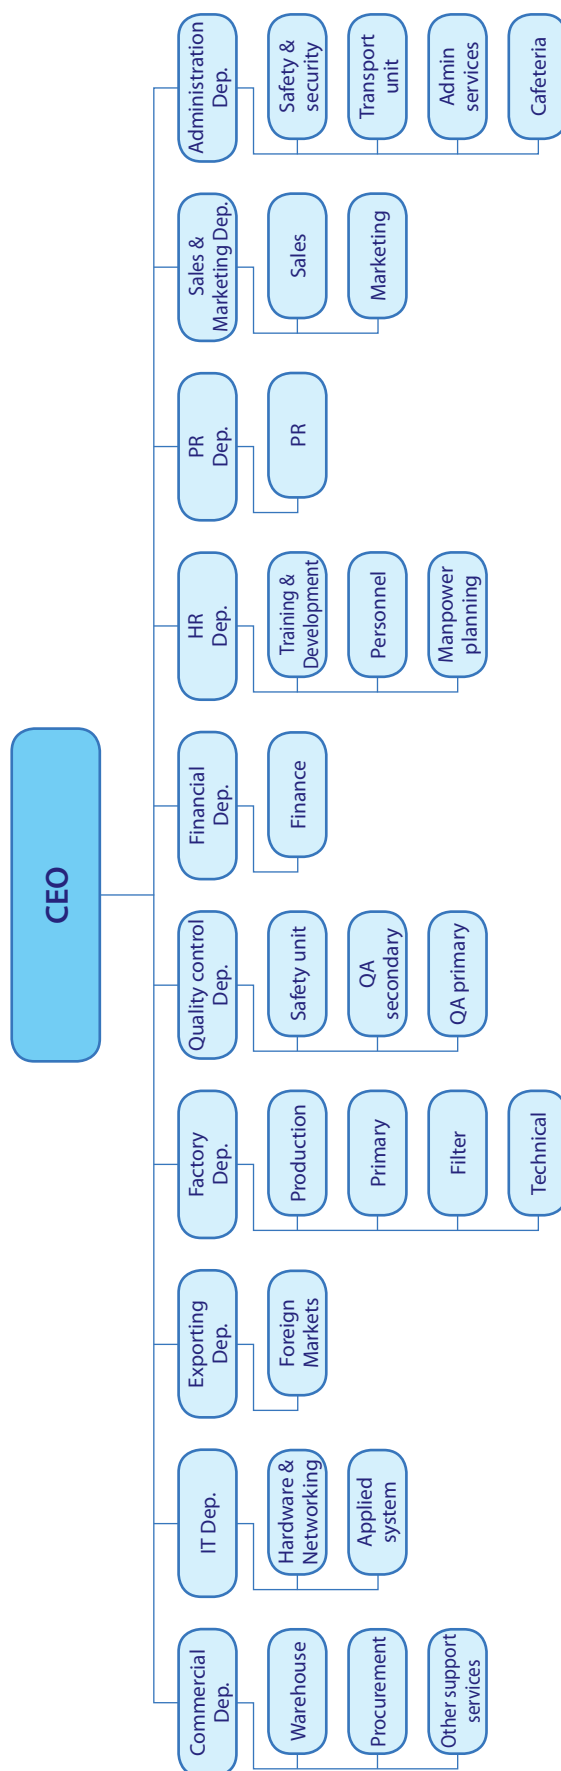 CEO
Commercial
Dep.
Warehouse
Procurement
Other support
services
IT Dep.
Hardware &
Networking
Applied
system
Exporting
Dep.
Foreign
Markets
Factory
Dep.
Production
Primary
Filter
Technical
Quality control
Dep.
Safety unit
QA
secondary
QA primary
Financial
Dep.
Finance
HR
Dep.
Training &
Development
Personnel
Manpower
planning
PR
Dep.
PR
Sales &
Marketing Dep.
Sales
Marketing
Administration
Dep.
Safety &
security
Transport
unit
Admin
services
Cafeteria